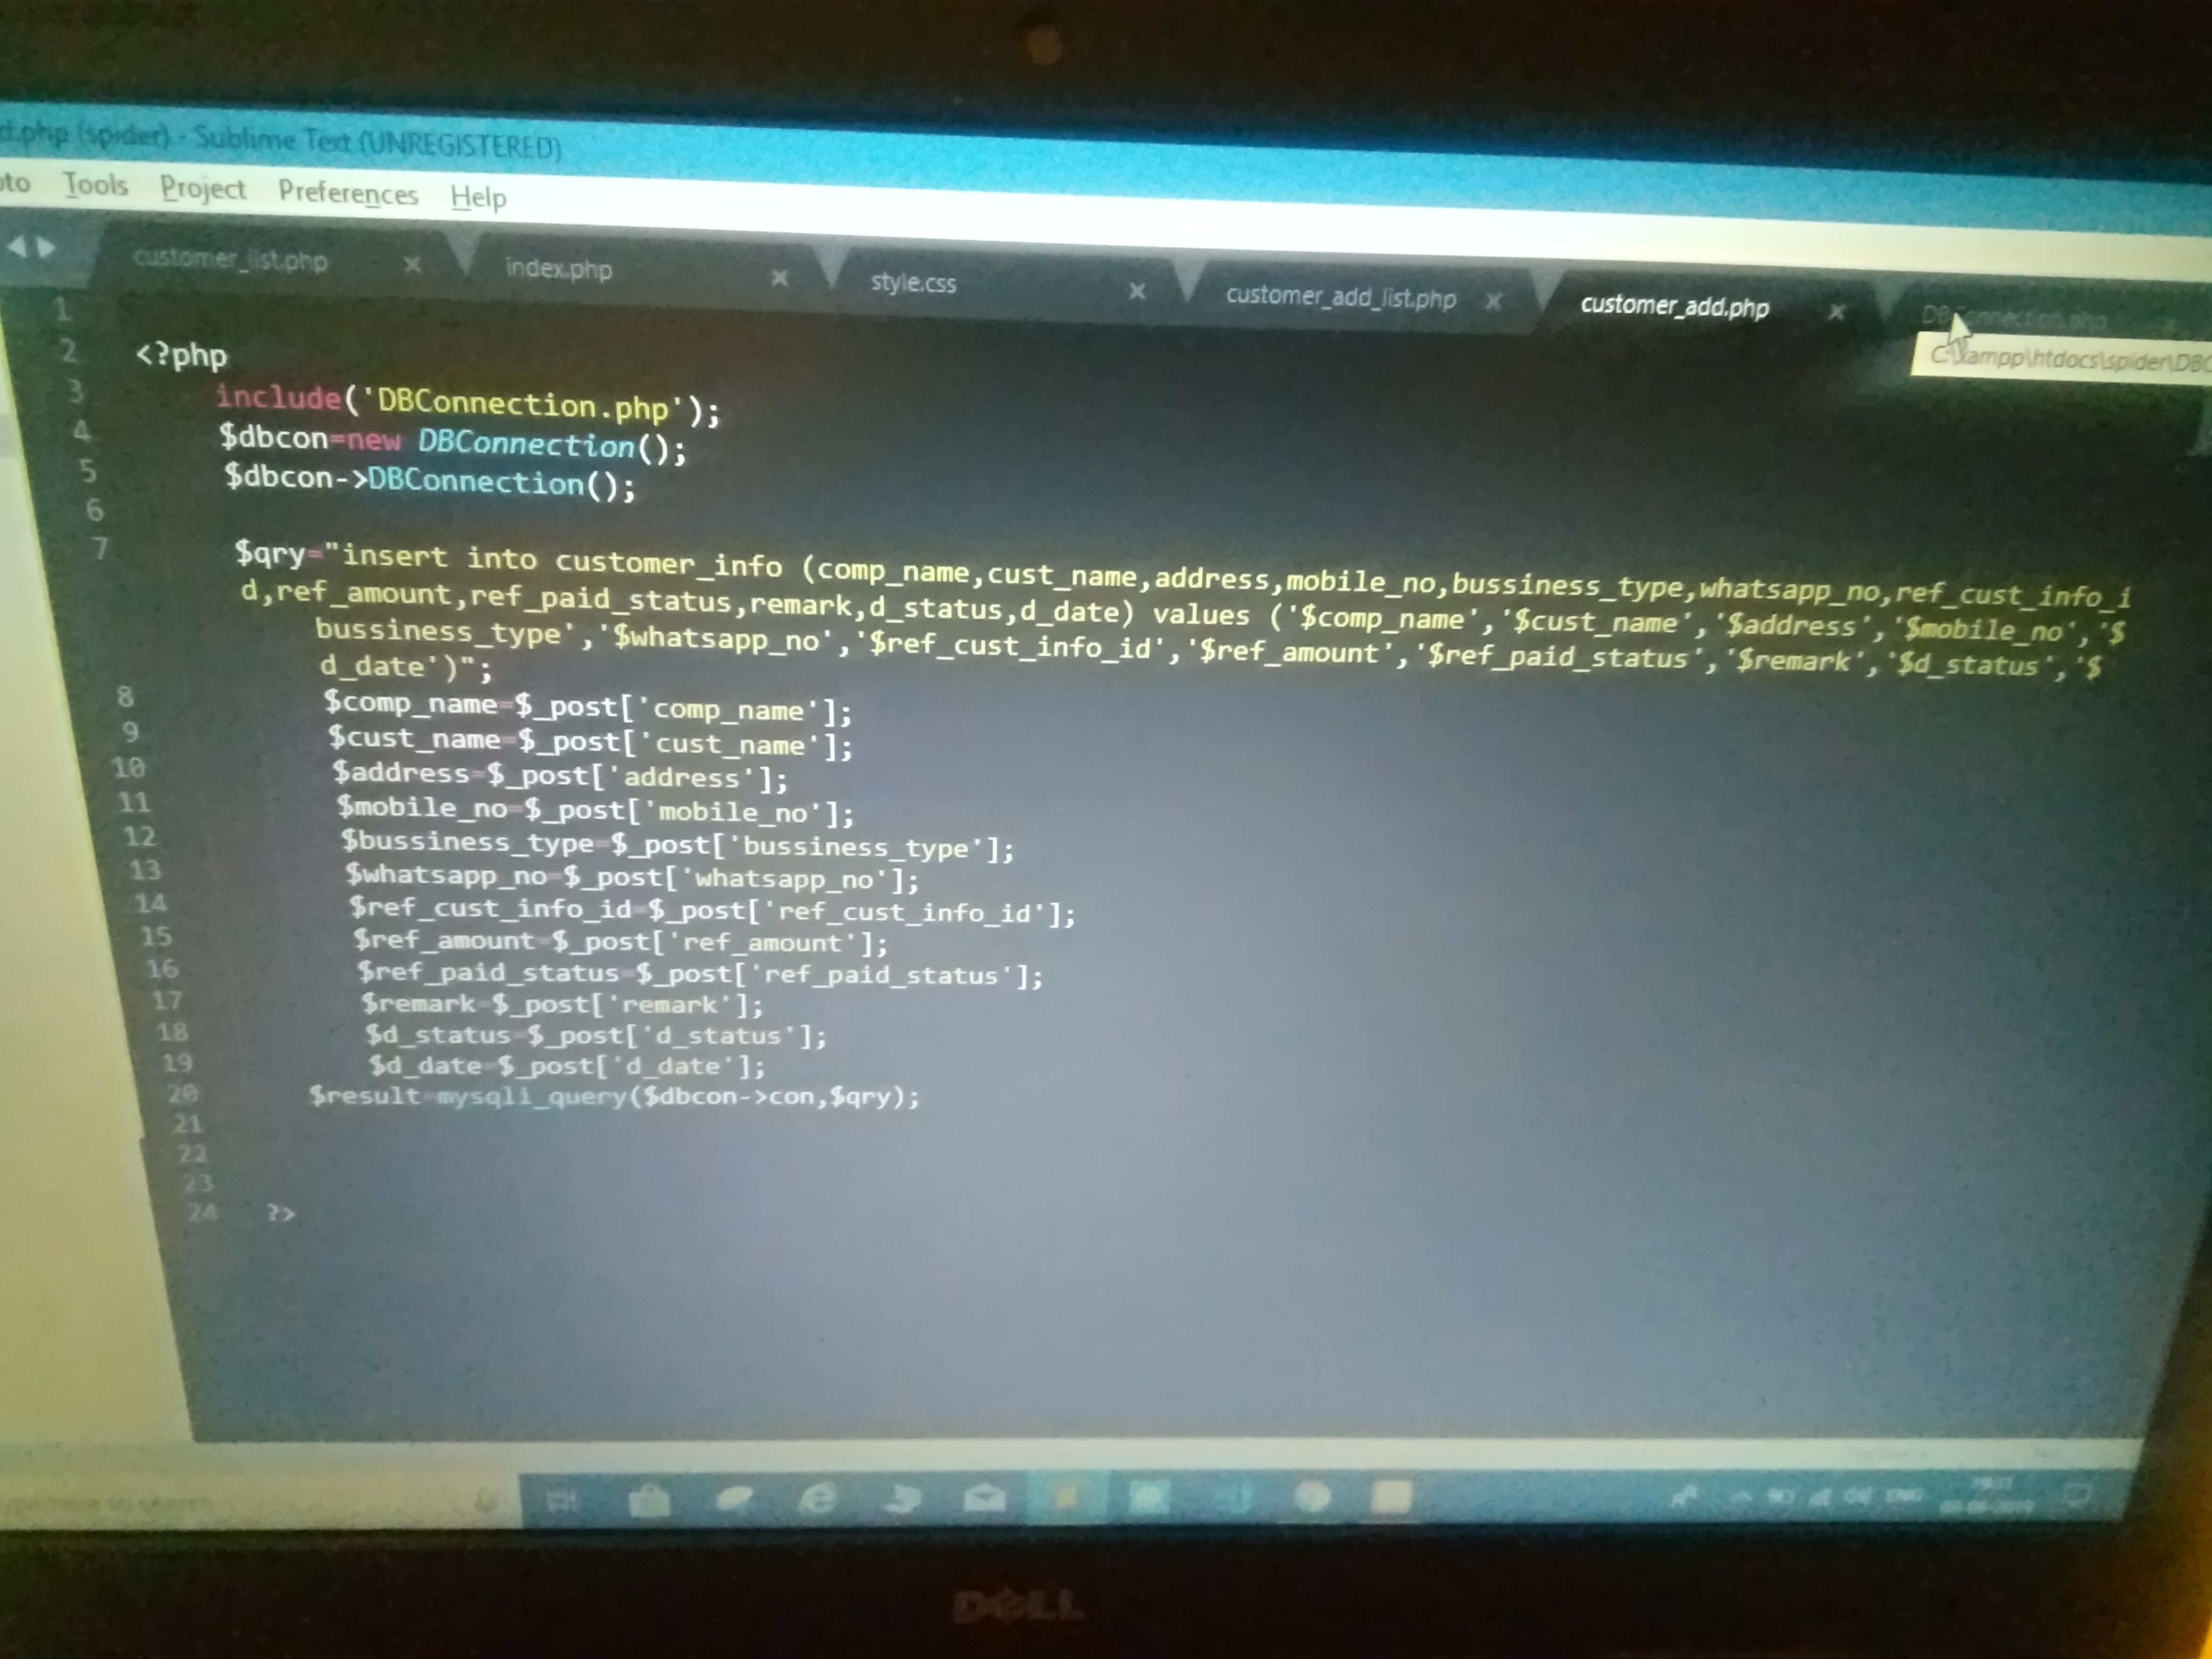 d.php (spider) - Sublime Text (UNREGISTERED)
oto Tools Project Preferences Help
customer_list.php index.php style.css customer_add_list.php customer_add.php DBConnection.php
C:\xampp\htdocs\spider\DBC
1
2 <?php
3 include('DBConnection.php');
4 $dbcon=new DBConnection();
5 $dbcon->DBConnection();
6
7 $qry="insert into customer_info (comp_name,cust_name,address,mobile_no,bussiness_type,whatsapp_no,ref_cust_info_i
d,ref_amount,ref_paid_status,remark,d_status,d_date) values ('$comp_name','$cust_name','$address','$mobile_no','$
bussiness_type','$whatsapp_no','$ref_cust_info_id','$ref_amount','$ref_paid_status','$remark','$d_status','$
d_date')";
8 $comp_name=$_post['comp_name'];
9 $cust_name=$_post['cust_name'];
10 $address=$_post['address'];
11 $mobile_no=$_post['mobile_no'];
12 $bussiness_type=$_post['bussiness_type'];
13 $whatsapp_no=$_post['whatsapp_no'];
14 $ref_cust_info_id=$_post['ref_cust_info_id'];
15 $ref_amount=$_post['ref_amount'];
16 $ref_paid_status=$_post['ref_paid_status'];
17 $remark=$_post['remark'];
18 $d_status=$_post['d_status'];
19 $d_date=$_post['d_date'];
20 $result=mysqli_query($dbcon->con,$qry);
21
22
23
24 ?>
here to search
ENG
DELL